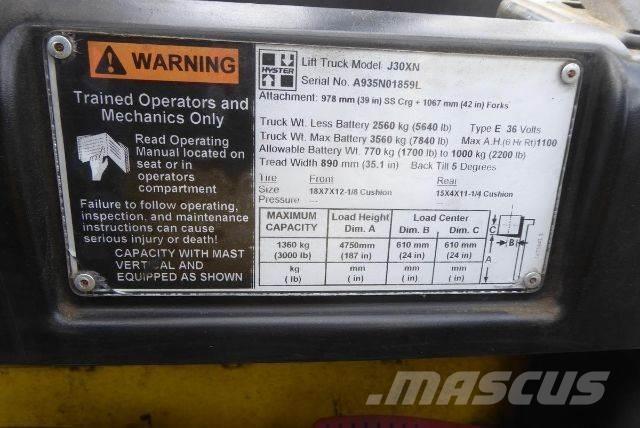 WARNING
Trained Operators and
Mechanics Only
Read Operating
Manual located on
seat or in
operators
compartment
Failure to follow operating,
inspection, and maintenance
instructions can cause
serious injury or death!
CAPACITY WITH MAST
VERTICAL AND
EQUIPPED AS SHOWN
HYSTER
Lift Truck Model J30XN
Serial No. A935N01859L
Attachment: 978 mm (39 in) SS Crg + 1067 mm (42 in) Forks
Truck Wt. Less Battery 2560 kg (5640 lb) Type E 36 Volts
Truck Wt. Max Battery 3560 kg (7840 lb) Max A.H.(6 Hr Rt)1100
Allowable Battery Wt. 770 kg (1700 lb) to 1000 kg (2200 lb)
Tread Width 890 mm (35.1 in) Back Tilt 5 Degrees
Tire Front Rear
Size 18X7X12-1/8 Cushion 15X4X11-1/4 Cushion
Pressure --- ---
MAXIMUM CAPACITY Load Height Dim. A Load Center Dim. B Dim. C
1360 kg (3000 lb) 4750mm (187 in) 610 mm (24 in) 610 mm (24 in)
kg (lb) mm (in) mm (in) mm (in)
C
B
A
MASCUS